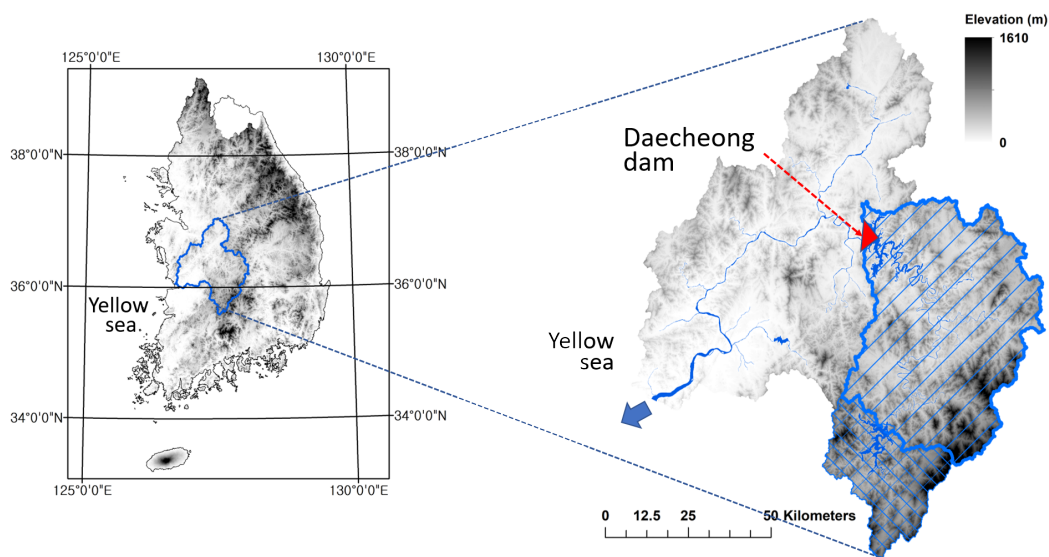 125°0'0"E
130°0'0"E
38°0'0"N
38°0'0"N
36°0'0"N
36°0'0"N
34°0'0"N
34°0'0"N
Yellow
sea
125°0'0"E
130°0'0"E
Elevation (m)
1610
0
Daecheong
dam
Yellow
sea
0 12.5 25 50 Kilometers